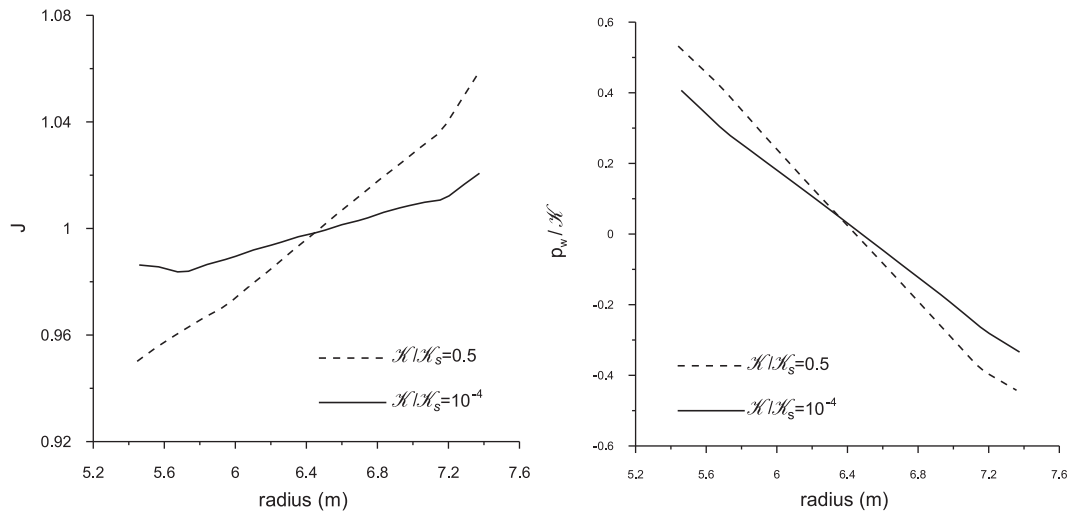 1.08
1.04
1
0.96
0.92
J
5.2 5.6 6 6.4 6.8 7.2 7.6
radius (m)
𝒦/𝒦s=0.5
𝒦/𝒦s=10-4
0.6
0.4
0.2
0
-0.2
-0.4
-0.6
pw/𝒦
5.2 5.6 6 6.4 6.8 7.2 7.6
radius (m)
𝒦/𝒦s=0.5
𝒦/𝒦s=10-4